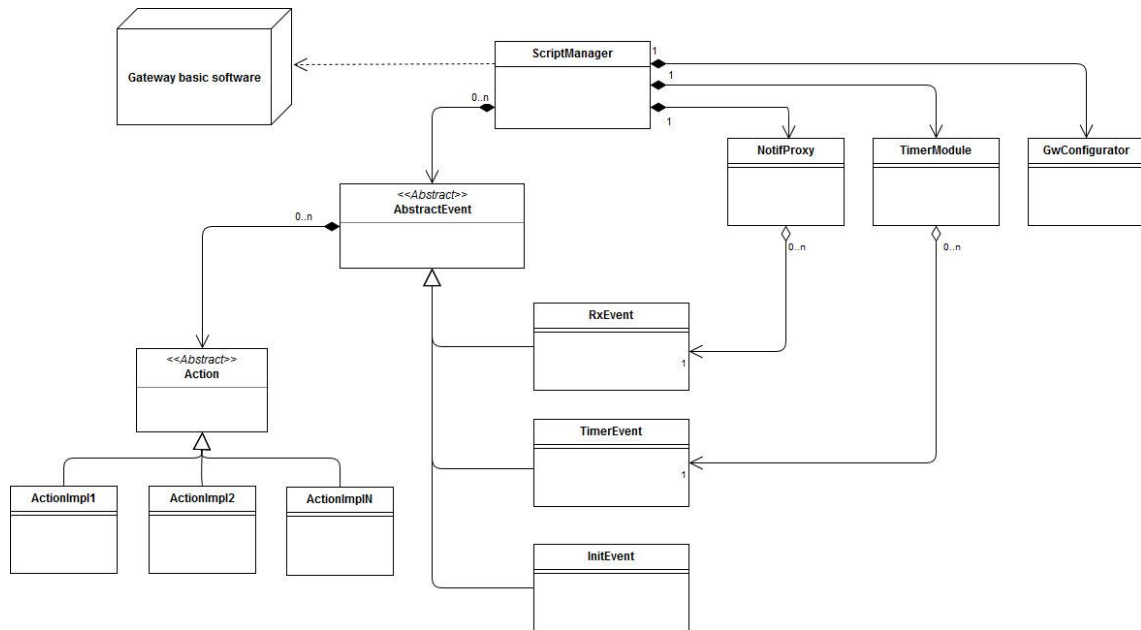 ScriptManager
1
Gateway basic software
1
0..n
1
NotifProxy
TimerModule
GwConfigurator
<<Abstract>>
AbstractEvent
0..n
0..n
0..n
RxEvent
<<Abstract>>
Action
1
TimerEvent
1
ActionImpl1
ActionImpl2
ActionImplN
InitEvent